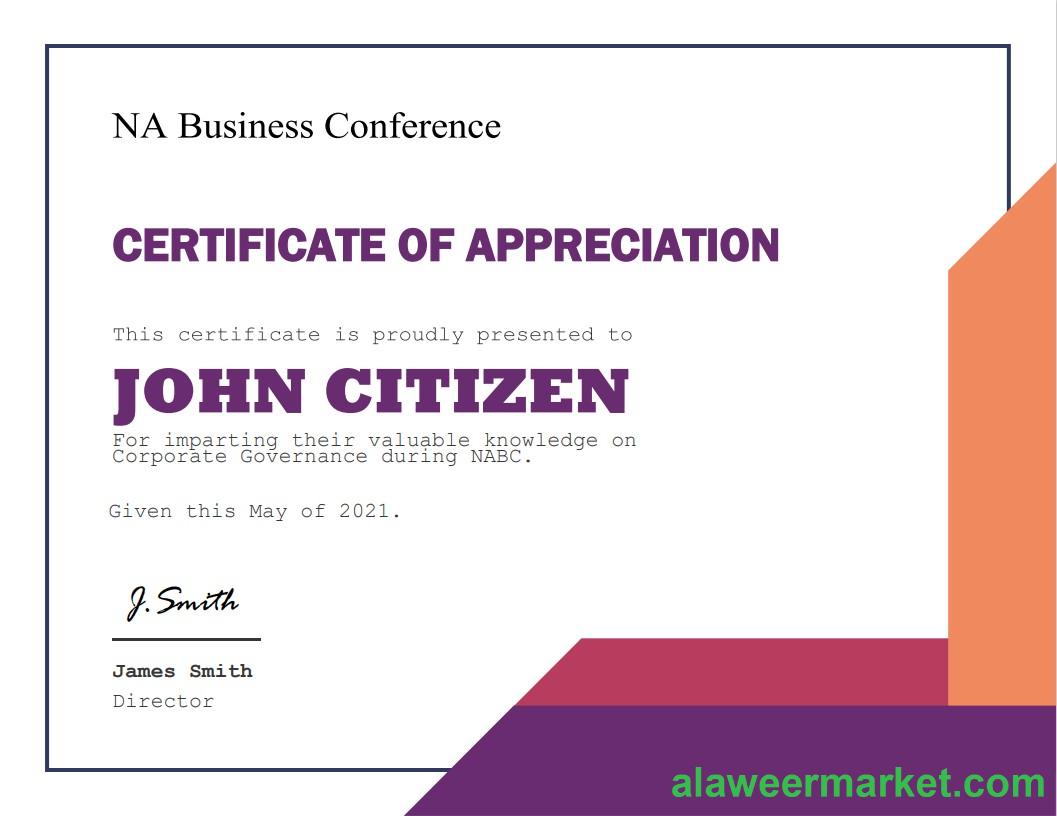 NA Business Conference
CERTIFICATE OF APPRECIATION
This certificate is proudly presented to
JOHN CITIZEN
For imparting their valuable knowledge on
Corporate Governance during NABC.
Given this May of 2021.
J. Smith
James Smith
Director
alaweermarket.com